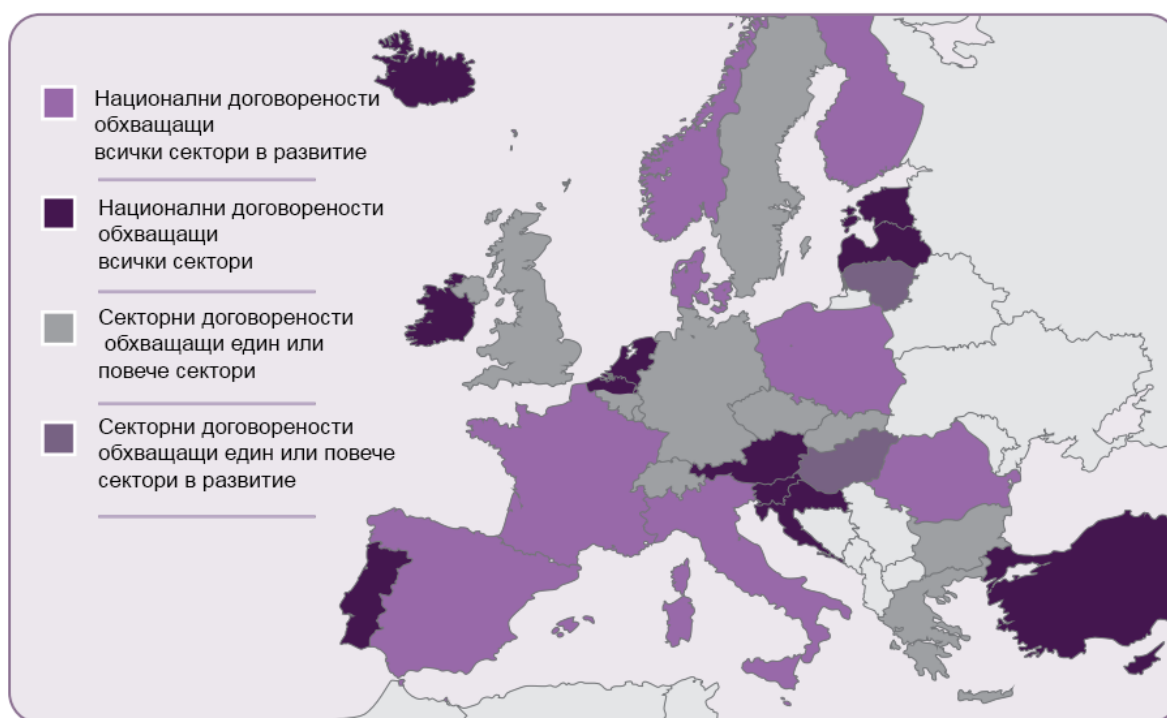 Национални договорености
обхващащи
всички сектори в развитие
Национални договорености
обхващащи
всички сектори
Секторни договорености
обхващащи един или
повече сектори
Секторни договорености
обхващащи един или повече
сектори в развитие